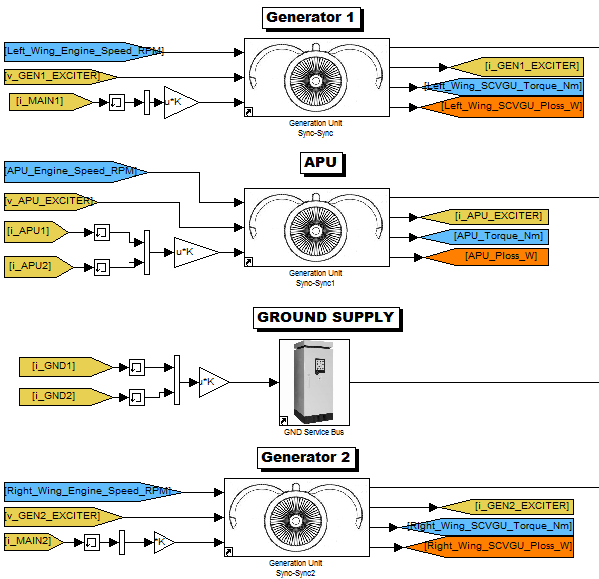 Generator 1
[Left_Wing_Engine_Speed_RPM]
[v_GEN1_EXCITER]
[i_MAIN1]
u*K
[i_GEN1_EXCITER]
[Left_Wing_SCVGU_Torque_Nm]
[Left_Wing_SCVGU_Ploss_W]
Generation Unit
Sync-Sync
APU
[APU_Engine_Speed_RPM]
[v_APU_EXCITER]
[i_APU1]
[i_APU2]
u*K
[i_APU_EXCITER]
[APU_Torque_Nm]
[APU_Ploss_W]
Generation Unit
Sync-Sync1
GROUND SUPPLY
[i_GND1]
[i_GND2]
u*K
GND Service Bus
Generator 2
[Right_Wing_Engine_Speed_RPM]
[v_GEN2_EXCITER]
[i_MAIN2]
*K
[i_GEN2_EXCITER]
[Right_Wing_SCVGU_Torque_Nm]
[Right_Wing_SCVGU_Ploss_W]
Generation Unit
Sync-Sync2